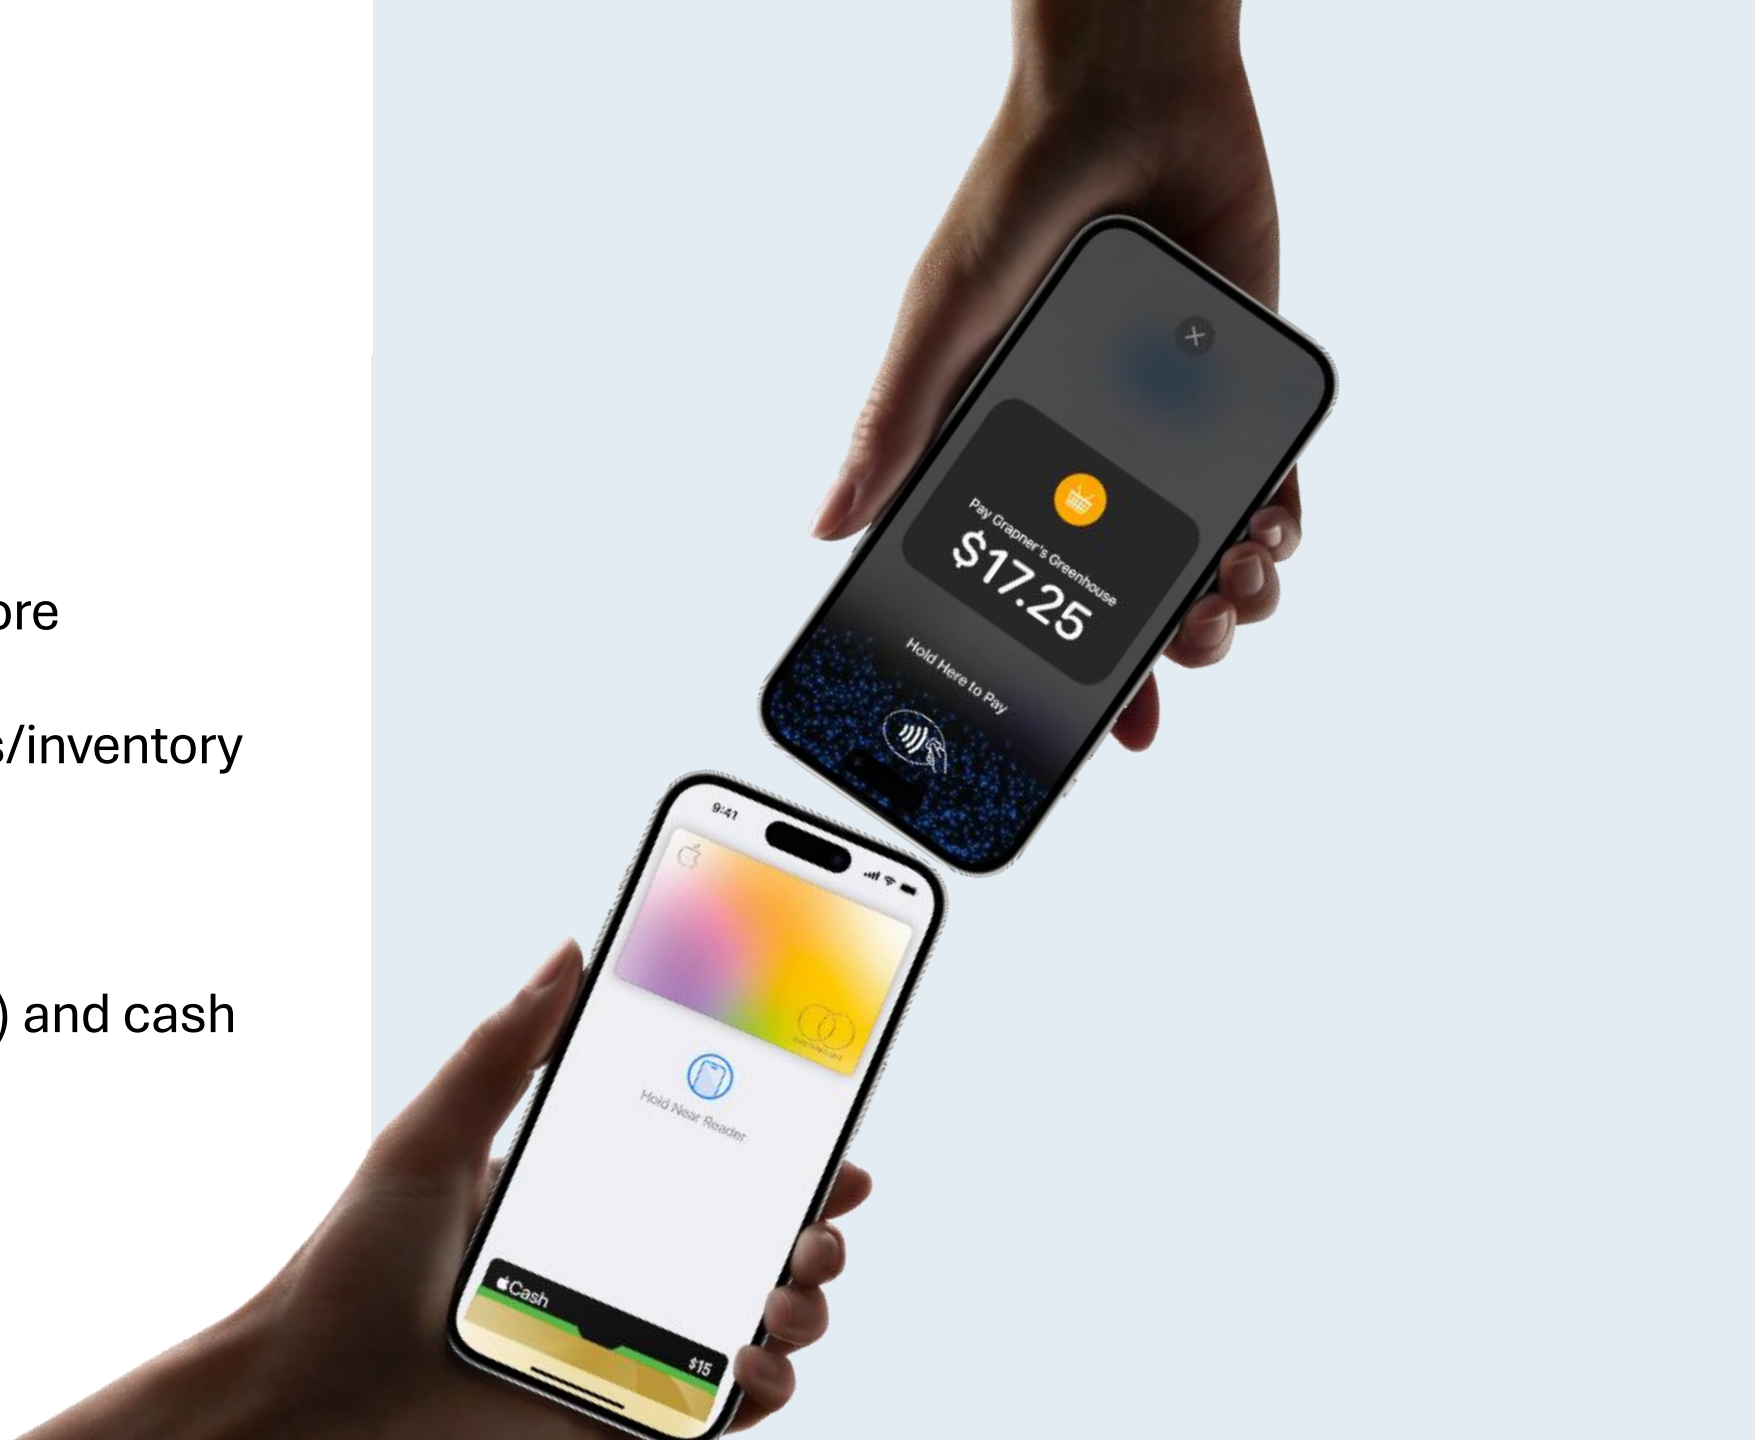 ore
s/inventory
) and cash
Pay Grapner's Greenhouse
$17.25
Hold Here to Pay
9:41
Hold Near Reader
Cash
$15